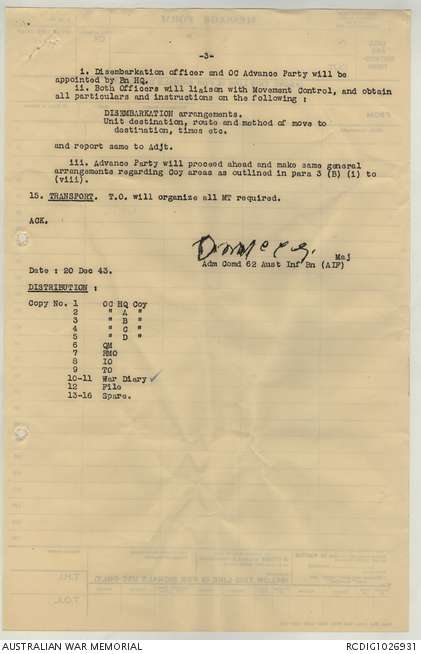 -3-
i. Disembarkation officer and OC Advance Party will be
appointed by Bn HQ.
ii. Both Officers will liaison with Movement Control, and obtain
all particulars and instructions on the following :
DISEMBARKATION arrangements.
Unit destination, route and method of move to
destination, times etc.
and report same to Adjt.
iii. Advance Party will proceed ahead and make same general
arrangements regarding Coy areas as outlined in para 3 (B) (i) to
(viii).
15. TRANSPORT. T.O. will organize all MT required.
ACK.
Maj
Adm Comd 62 Aust Inf Bn (AIF)
Date : 20 Dec 43.
DISTRIBUTION :
Copy No. 1 OC HQ Coy
2 " A "
3 " B "
4 " C "
5 " D "
6 QM
7 RMO
8 IO
9 TO
10-11 War Diary ✓
12 File
13-16 Spare.
AUSTRALIAN WAR MEMORIAL
RCDIG1026931